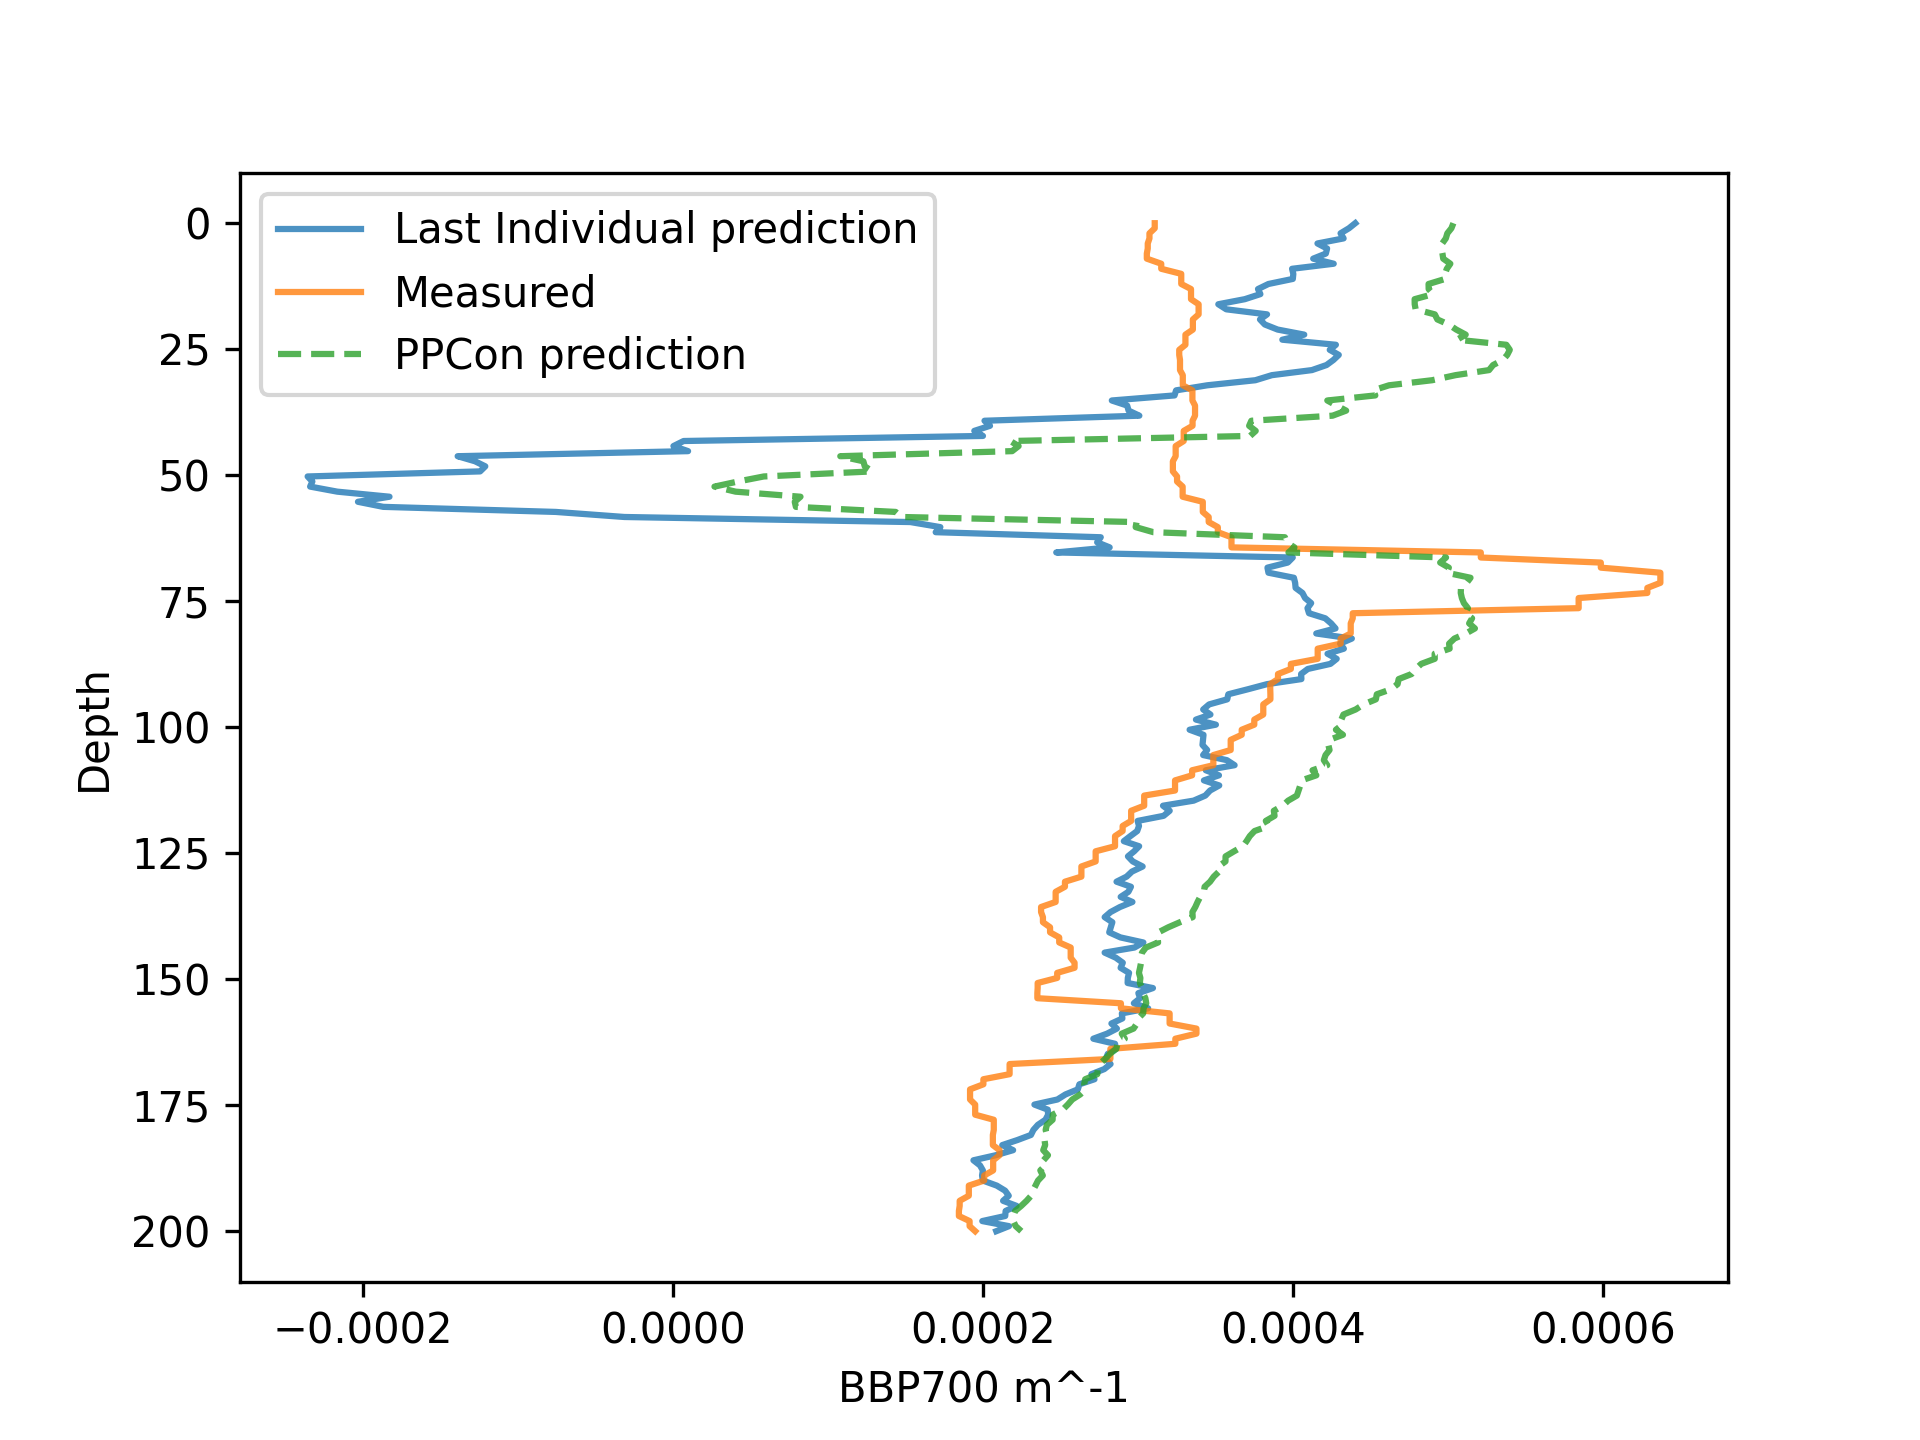 Last Individual prediction
Measured
PPCon prediction
0
25
50
75
100
125
150
175
200
Depth
−0.0002 0.0000 0.0002 0.0004 0.0006
BBP700 m^-1